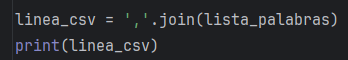 linea_csv = ','.join(lista_palabras)
print(linea_csv)